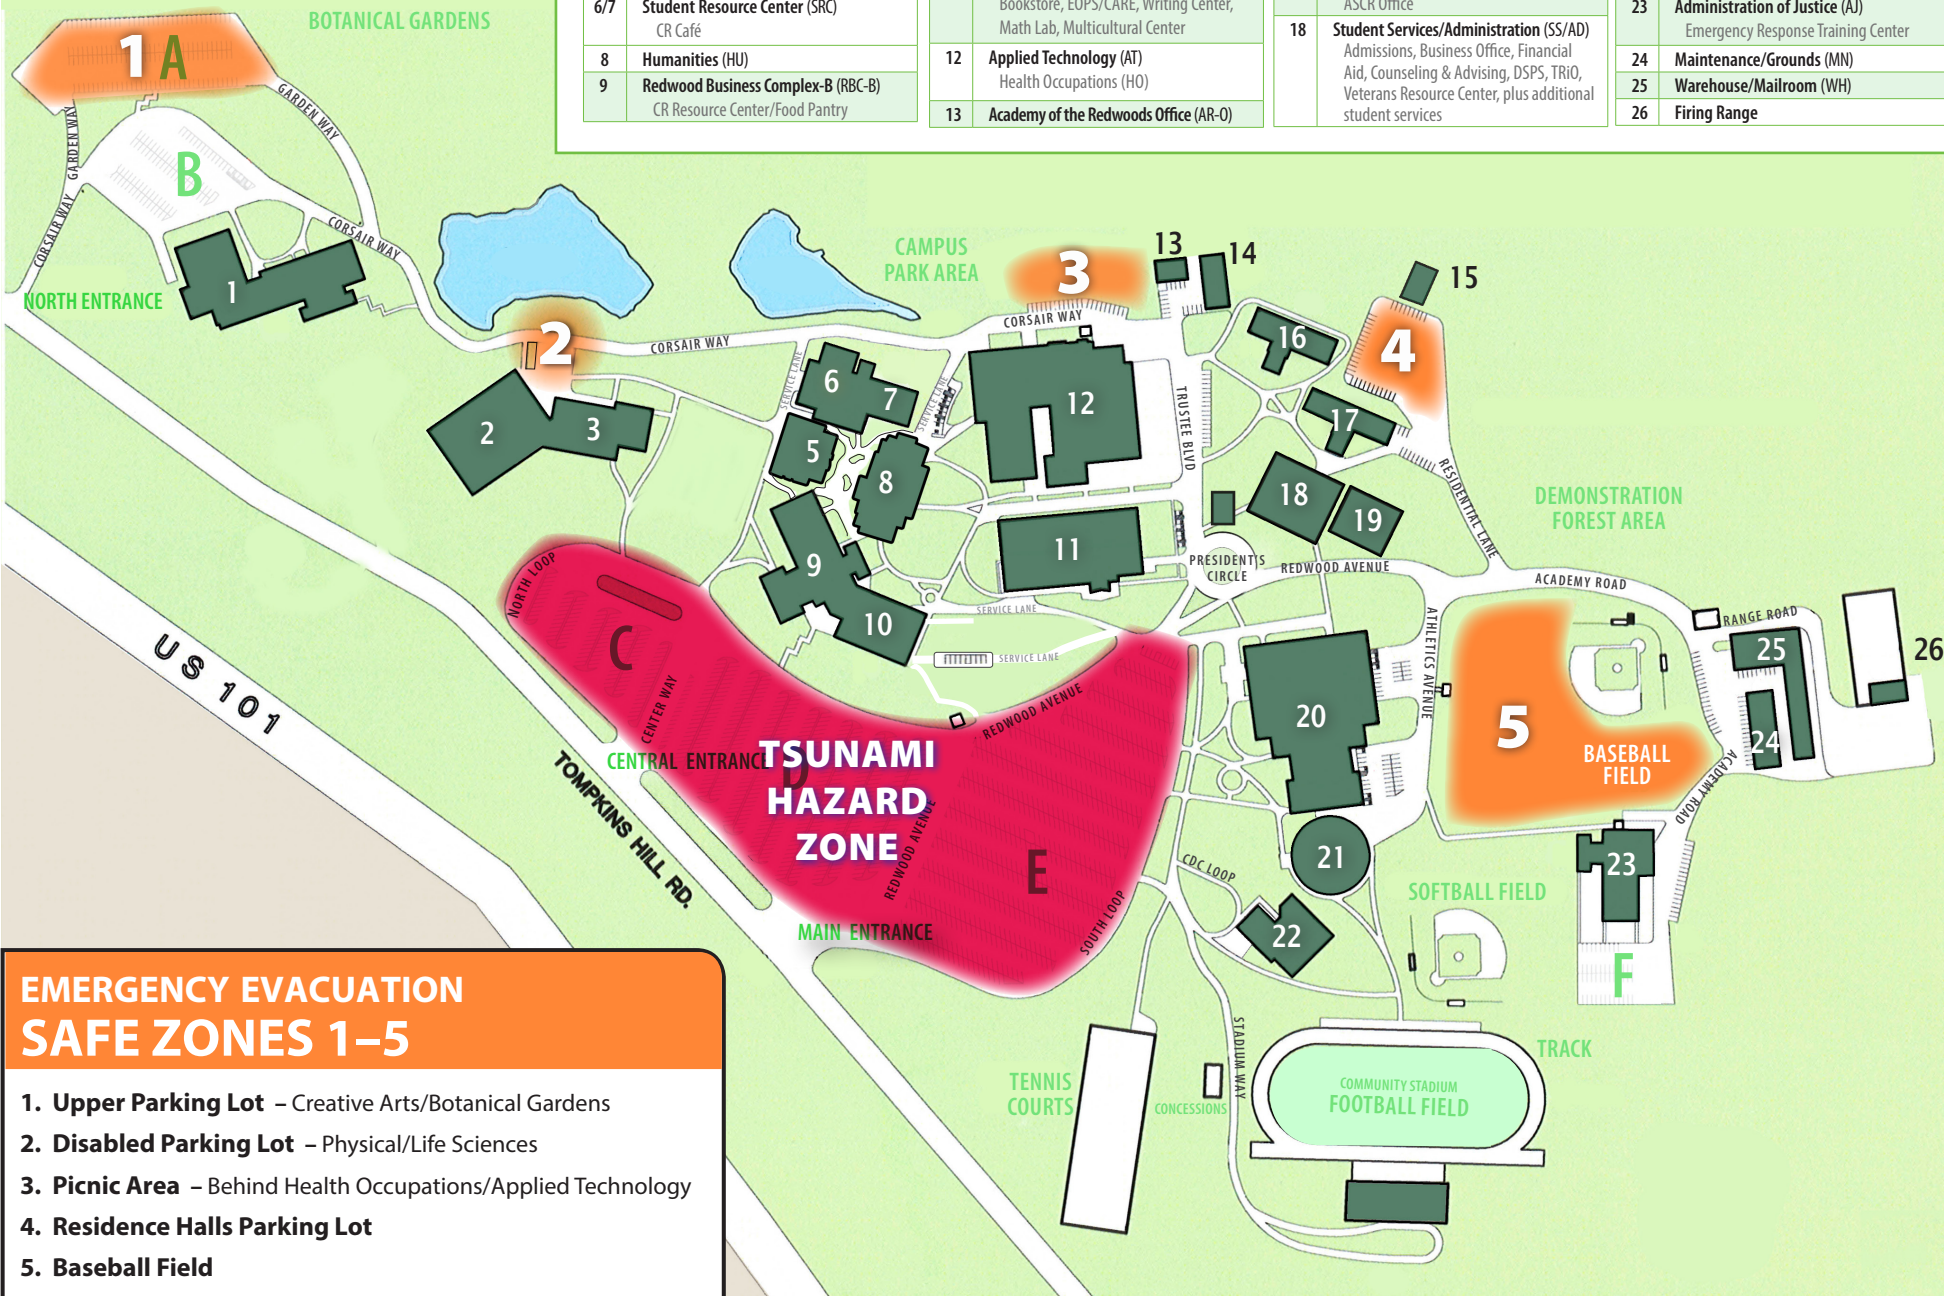 BOTANICAL GARDENS
6/7 Student Resource Center (SRC)
CR Café
8 Humanities (HU)
9 Redwood Business Complex-B (RBC-B)
CR Resource Center/Food Pantry
Bookstore, EOPS/CARE, Writing Center,
Math Lab, Multicultural Center
12 Applied Technology (AT)
Health Occupations (HO)
13 Academy of the Redwoods Office (AR-O)
ASCR Office
18 Student Services/Administration (SS/AD)
Admissions, Business Office, Financial
Aid, Counseling & Advising, DSPS, TRiO,
Veterans Resource Center, plus additional
student services
23 Administration of Justice (AJ)
Emergency Response Training Center
24 Maintenance/Grounds (MN)
25 Warehouse/Mailroom (WH)
26 Firing Range
1 A
GARDEN WAY
GARDEN WAY
B
CORSAIR WAY
CORSAIR WAY
NORTH ENTRANCE
1
2
CORSAIR WAY
CAMPUS
PARK AREA
3
CORSAIR WAY
13
14
15
16
4
17
2
3
SERVICE LANE
6
7
5
8
SERVICE LANE
12
TRUSTEE BLVD
18
19
RESIDENTIAL LANE
DEMONSTRATION
FOREST AREA
11
PRESIDENT'S
CIRCLE
REDWOOD AVENUE
ACADEMY ROAD
9
10
SERVICE LANE
SERVICE LANE
NORTH LOOP
C
CENTER WAY
CENTRAL ENTRANCE
D
TSUNAMI
HAZARD
ZONE
REDWOOD AVENUE
REDWOOD AVENUE
E
SOUTH LOOP
MAIN ENTRANCE
US 101
TOMPKINS HILL RD.
ATHLETICS AVENUE
20
5
BASEBALL
FIELD
RANGE ROAD
25
24
26
ACADEMY ROAD
21
CDC LOOP
22
SOFTBALL FIELD
23
F
STADIUM WAY
TENNIS
COURTS
CONCESSIONS
TRACK
COMMUNITY STADIUM
FOOTBALL FIELD
EMERGENCY EVACUATION
SAFE ZONES 1–5
1. Upper Parking Lot – Creative Arts/Botanical Gardens
2. Disabled Parking Lot – Physical/Life Sciences
3. Picnic Area – Behind Health Occupations/Applied Technology
4. Residence Halls Parking Lot
5. Baseball Field